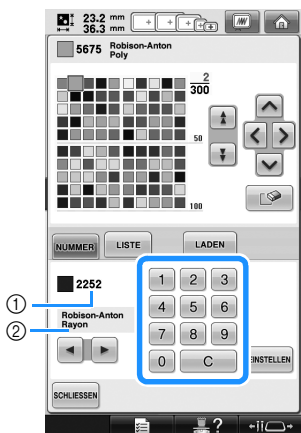 23.2 mm
36.3 mm
5675 Robison-Anton
Poly
2
300
50
100
NUMMER
LISTE
LADEN
2252
Robison-Anton
Rayon
1
2
3
4
5
6
7
8
9
0
C
EINSTELLEN
SCHLIESSEN
?
1
2